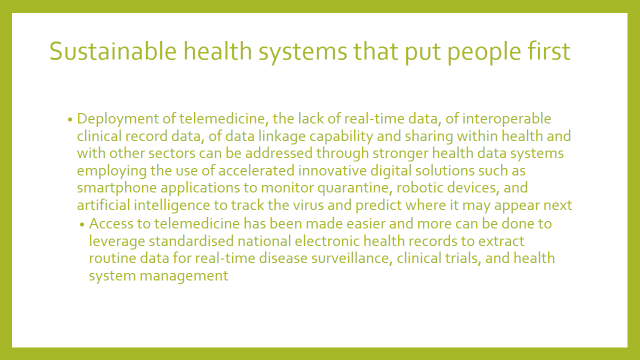 Sustainable health systems that put people first
• Deployment of telemedicine, the lack of real-time data, of interoperable
clinical record data, of data linkage capability and sharing within health and
with other sectors can be addressed through stronger health data systems
employing the use of accelerated innovative digital solutions such as
smartphone applications to monitor quarantine, robotic devices, and
artificial intelligence to track the virus and predict where it may appear next
• Access to telemedicine has been made easier and more can be done to
leverage standardised national electronic health records to extract
routine data for real-time disease surveillance, clinical trials, and health
system management